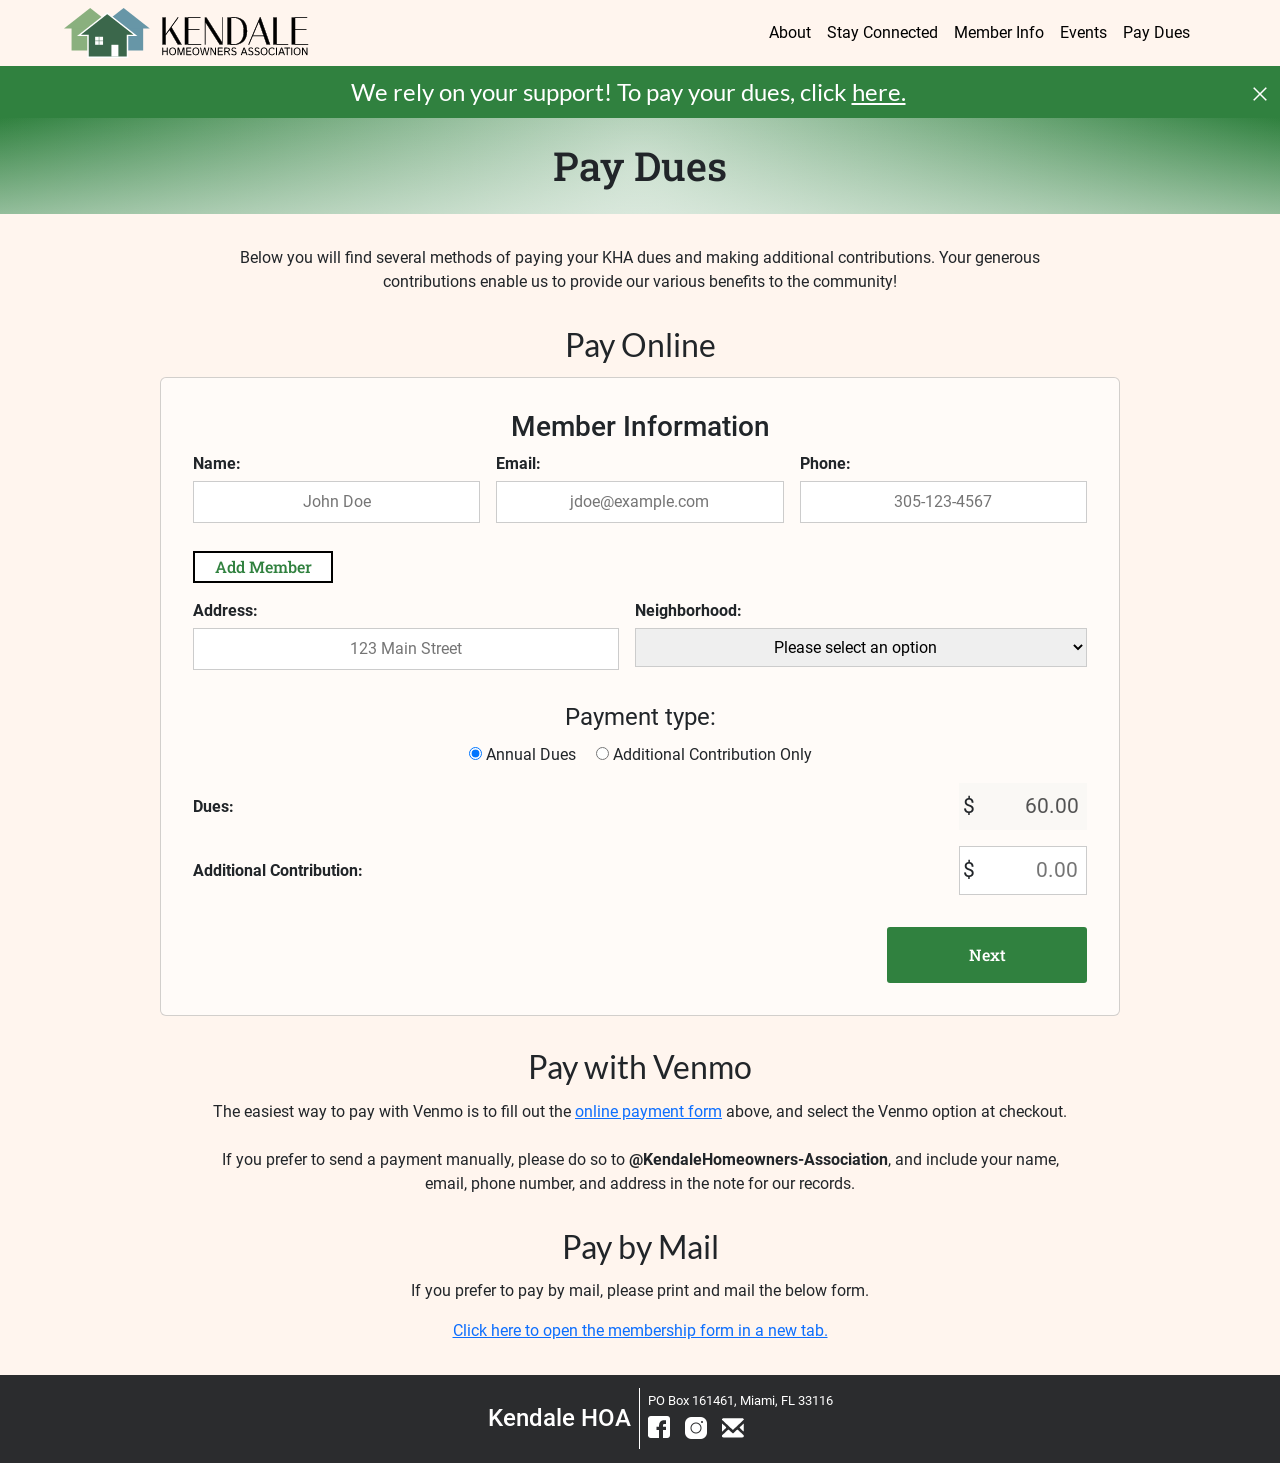 KENDALE
HOMEOWNERS ASSOCIATION
About Stay Connected Member Info Events Pay Dues
We rely on your support! To pay your dues, click here.
Pay Dues
Below you will find several methods of paying your KHA dues and making additional contributions. Your generous
contributions enable us to provide our various benefits to the community!
Pay Online
Member Information
Name: Email: Phone:
John Doe jdoe@example.com 305-123-4567
Add Member
Address: Neighborhood:
123 Main Street Please select an option
Payment type:
Annual Dues Additional Contribution Only
Dues: $ 60.00
Additional Contribution: $ 0.00
Next
Pay with Venmo
The easiest way to pay with Venmo is to fill out the online payment form above, and select the Venmo option at checkout.
If you prefer to send a payment manually, please do so to @KendaleHomeowners-Association, and include your name,
email, phone number, and address in the note for our records.
Pay by Mail
If you prefer to pay by mail, please print and mail the below form.
Click here to open the membership form in a new tab.
Kendale HOA
PO Box 161461, Miami, FL 33116